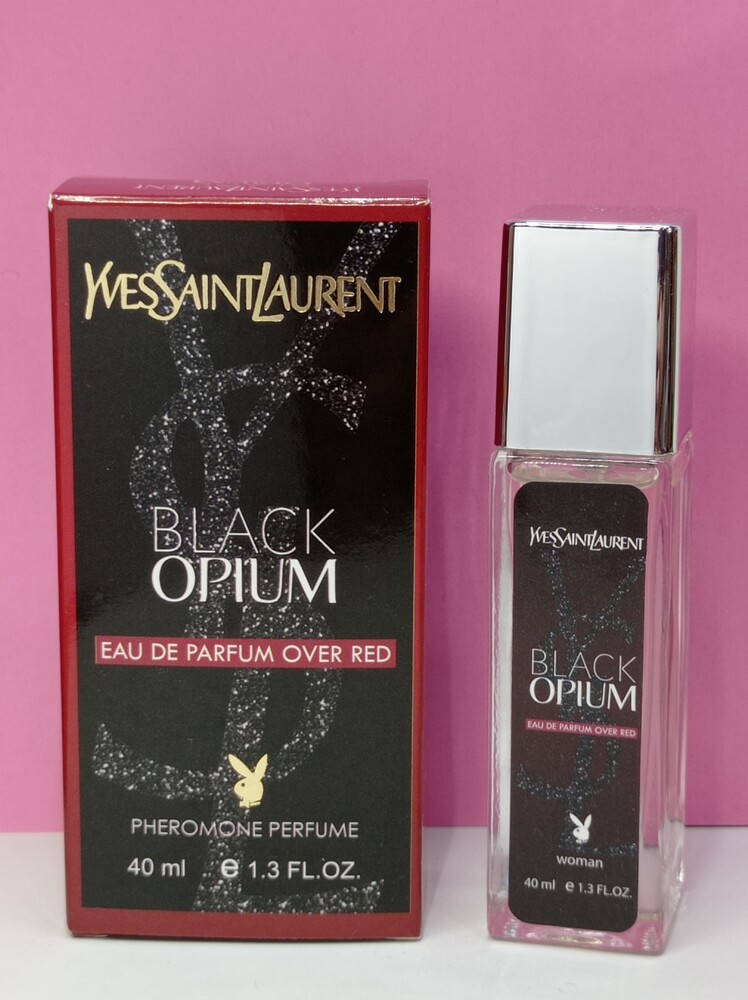 YVESSAINTLAURENT
YVESSAINTLAURENT
BLACK
OPIUM
EAU DE PARFUM OVER RED
PHEROMONE PERFUME
40 ml e 1.3 FL.OZ.
YVESSAINTLAURENT
BLACK
OPIUM
EAU DE PARFUM OVER RED
woman
40 ml e 1.3 FL.OZ.